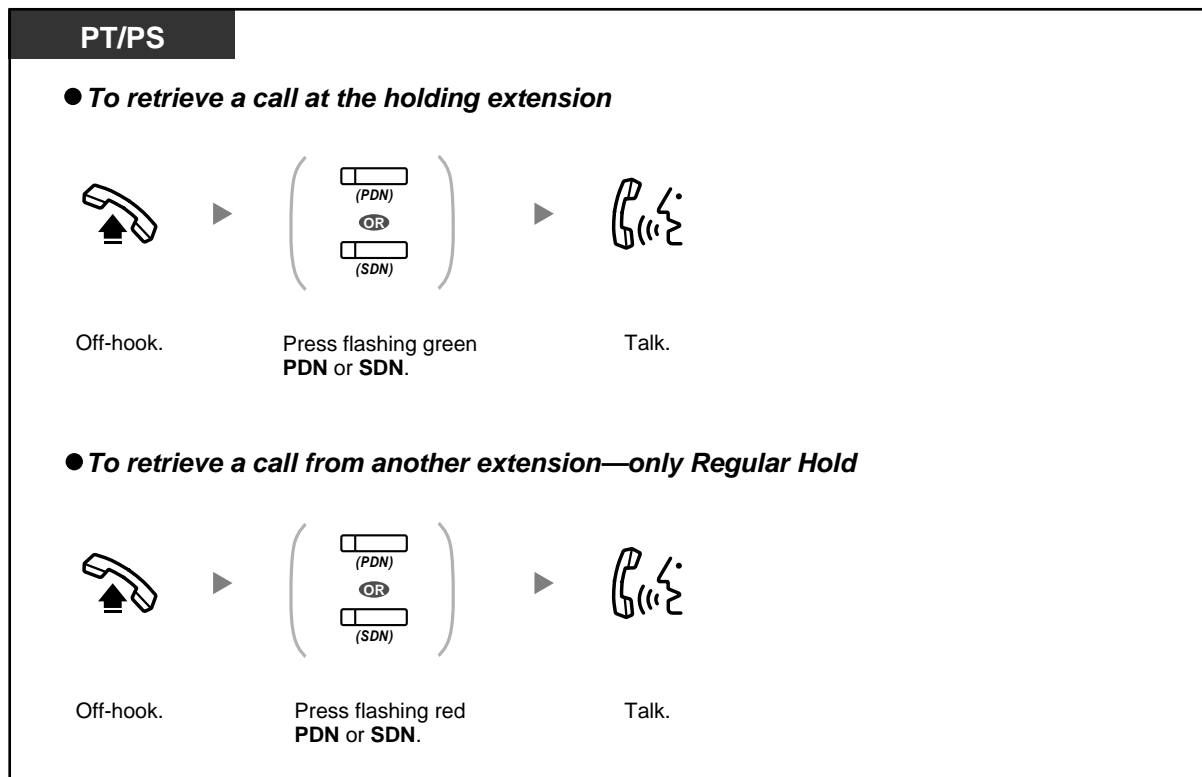 PT/PS
● To retrieve a call at the holding extension
(PDN)
OR
(SDN)
Off-hook.
Press flashing green
PDN or SDN.
Talk.
● To retrieve a call from another extension—only Regular Hold
(PDN)
OR
(SDN)
Off-hook.
Press flashing red
PDN or SDN.
Talk.